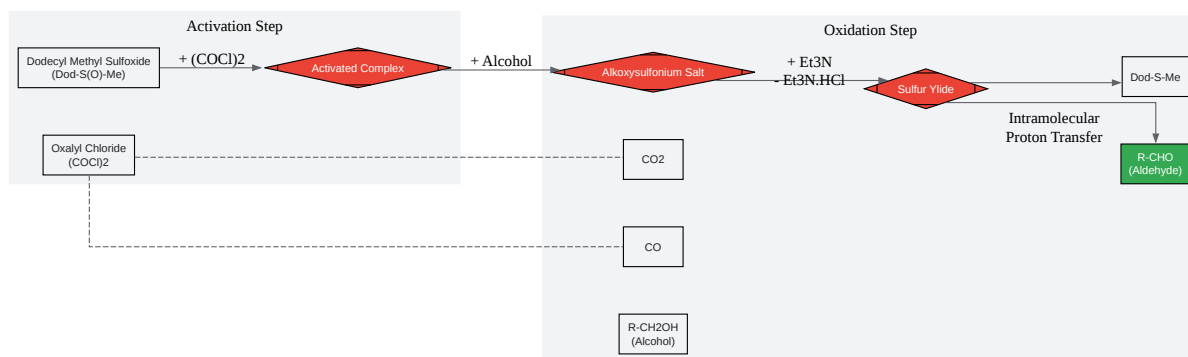 Activation Step
Oxidation Step
Dodecyl Methyl Sulfoxide
(Dod-S(O)-Me)
+ (COCl)2
Activated Complex
+ Alcohol
Alkoxysulfonium Salt
+ Et3N
- Et3N.HCl
Sulfur Ylide
Dod-S-Me
Intramolecular
Proton Transfer
Oxalyl Chloride
(COCl)2
CO2
R-CHO
(Aldehyde)
CO
R-CH2OH
(Alcohol)